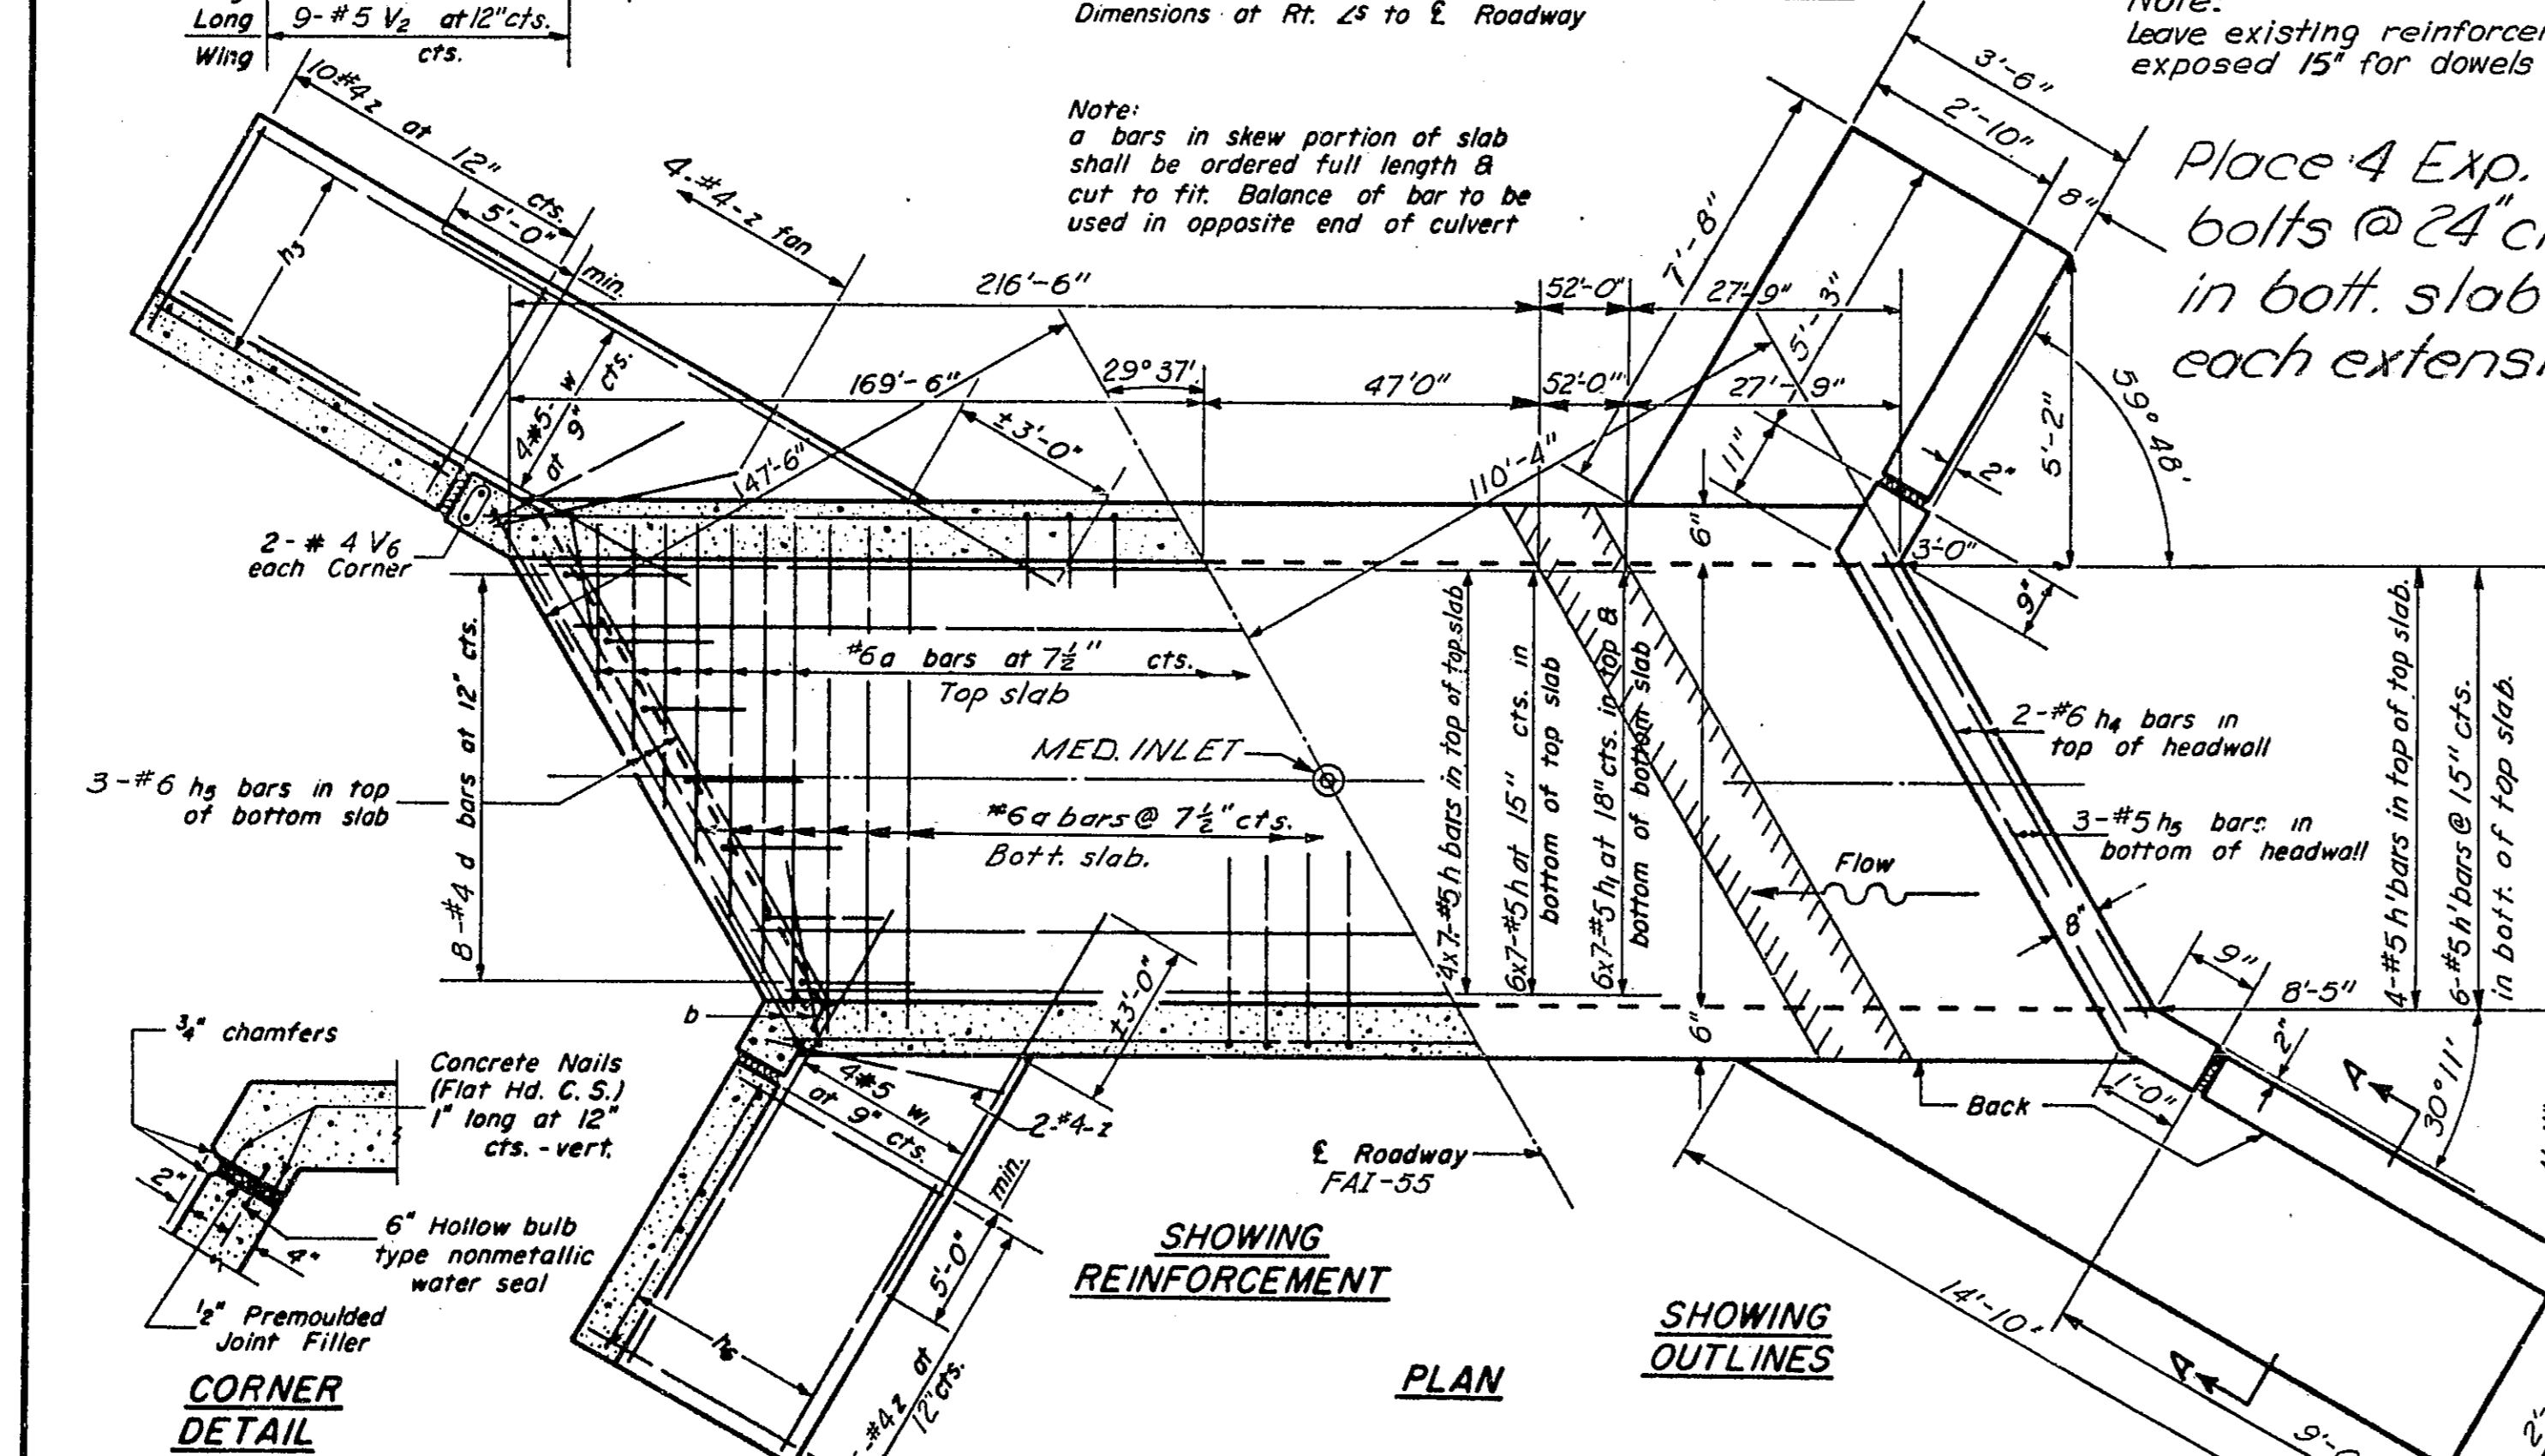 Long
9-#5 V2 at 12" cts.
Wing
cts.
Dimensions at Rt. ∠s to ℄ Roadway
Note:
Leave existing
exposed 15" for dowels
Note:
a bars in skew portion of slab
shall be ordered full length &
cut to fit. Balance of bar to be
used in opposite end of culvert
Place 4 Exp.
bolts @ 24"
in bott. slab
each
3'-6"
2'-10"
8"
7'-8"
5'-3"
10#4z at 12" cts.
5'-0" min.
4-#4-z fan
h3
4#5-w
at 9" cts.
216'-6"
52'-0"
27'-9"
169'-6"
29°37'
47'0"
52'-0"
27'-9"
147'-6"
±3'-0"
110'-4"
11"
2"
5'-2"
59°48'
3'-0"
9"
6"
2-#4 V6
each Corner
8-#4 d bars at 12" cts.
#6a bars at 7½" cts.
Top slab
MED. INLET
#6a bars @ 7½" cts.
Bott. slab.
3-#6 h5 bars in top
of bottom slab
4x7-#5h bars in top of top slab
6x7-#5h at 15" cts. in
bottom of top slab
6x7-#5h1 at 18" cts. in top &
bottom of bottom slab
2-#6 h4 bars in
top of headwall
3-#5 h5 bars in
bottom of headwall
Flow
8"
4-#5 h' bars in top of top slab.
6-#5 h' bars @ 15" cts.
in bott. of top slab.
9"
8'-5"
2"
30°11'
A
1'-0"
Back
6"
b
±3'-0"
4#5 w1
at 9" cts.
2-#4-z
min.
5'-0"
-#4z at
12" cts.
℄ Roadway
FAI-55
¾" chamfers
Concrete Nails
(Flat Hd. C. S.)
1" long at 12"
cts. - vert.
2"
4"
6" Hollow bulb
type nonmetallic
water seal
½" Premoulded
Joint Filler
CORNER
DETAIL
SHOWING
REINFORCEMENT
SHOWING
OUTLINES
PLAN
14'-10"
A